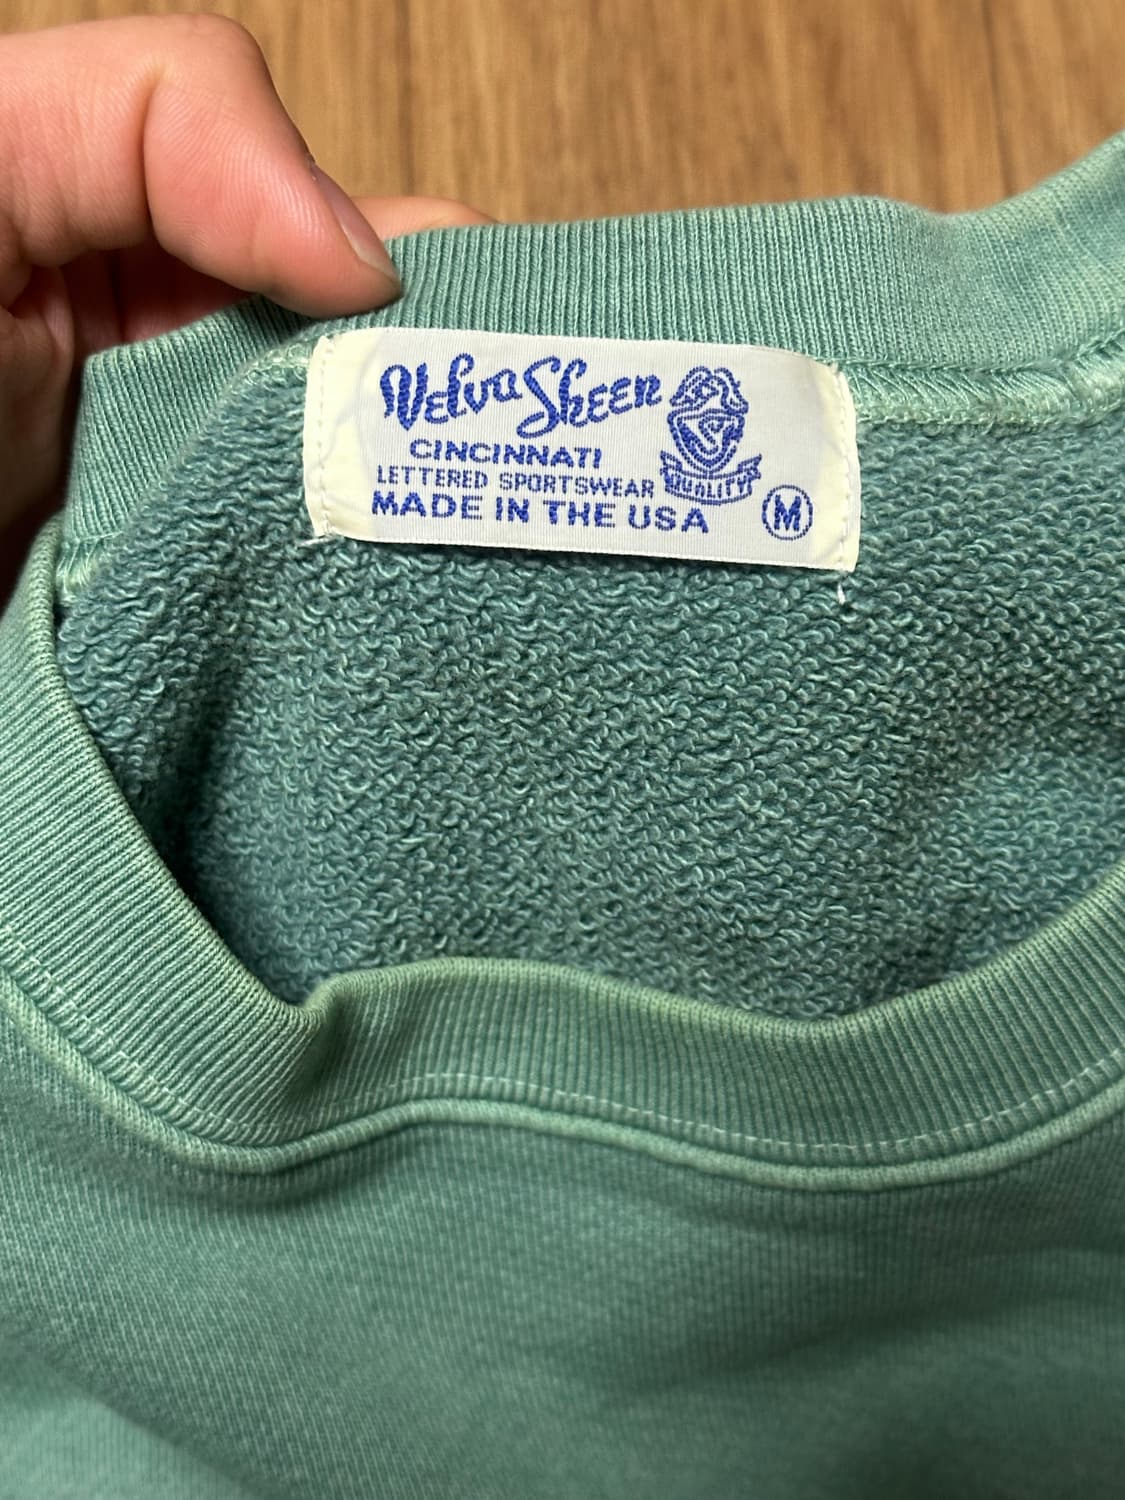 Velva Sheen
CINCINNATI
LETTERED SPORTSWEAR
QUALITY
MADE IN THE USA
M